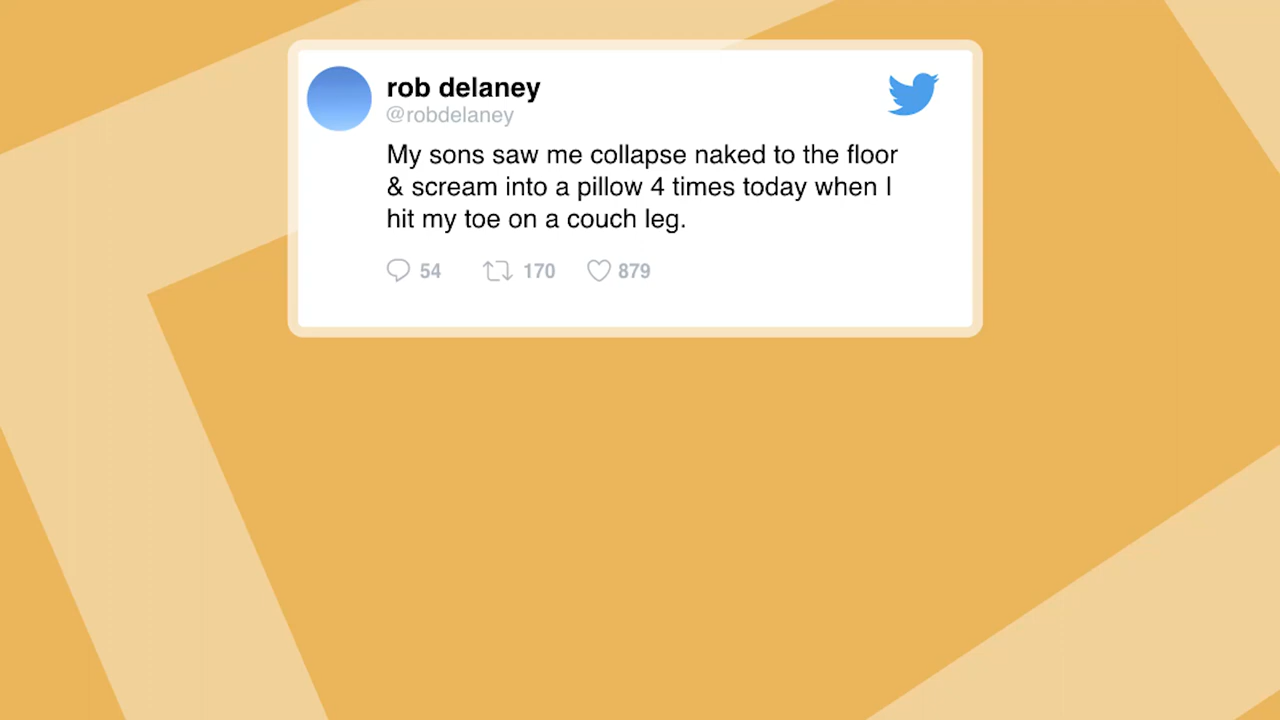 rob delaney
@robdelaney
My sons saw me collapse naked to the floor
& scream into a pillow 4 times today when I
hit my toe on a couch leg.
54 170 879